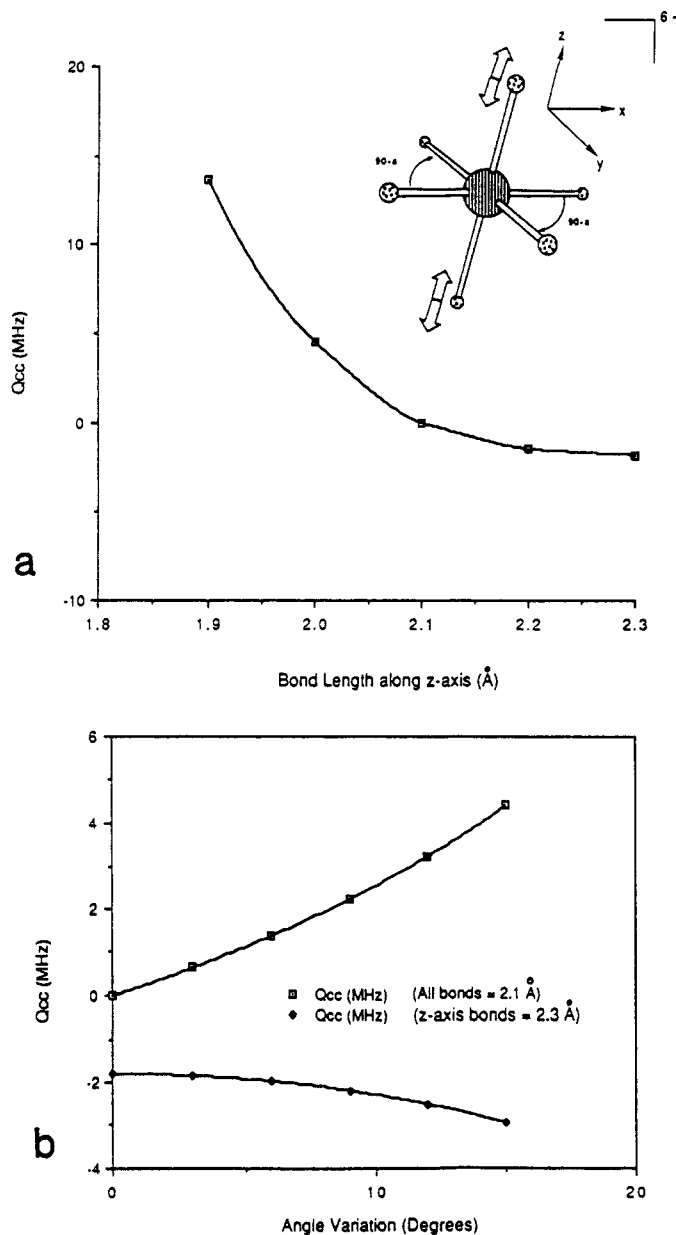 6-
z
x
y
90-a
90-a
20
10
0
-10
Qcc (MHz)
1.8
1.9
2.0
2.1
2.2
2.3
Bond Length along z-axis (Å)
a
6
4
2
0
-2
-4
Qcc (MHz)
Qcc (MHz) (All bonds = 2.1 Å)
Qcc (MHz) (z-axis bonds = 2.3 Å)
0
10
20
Angle Variation (Degrees)
b